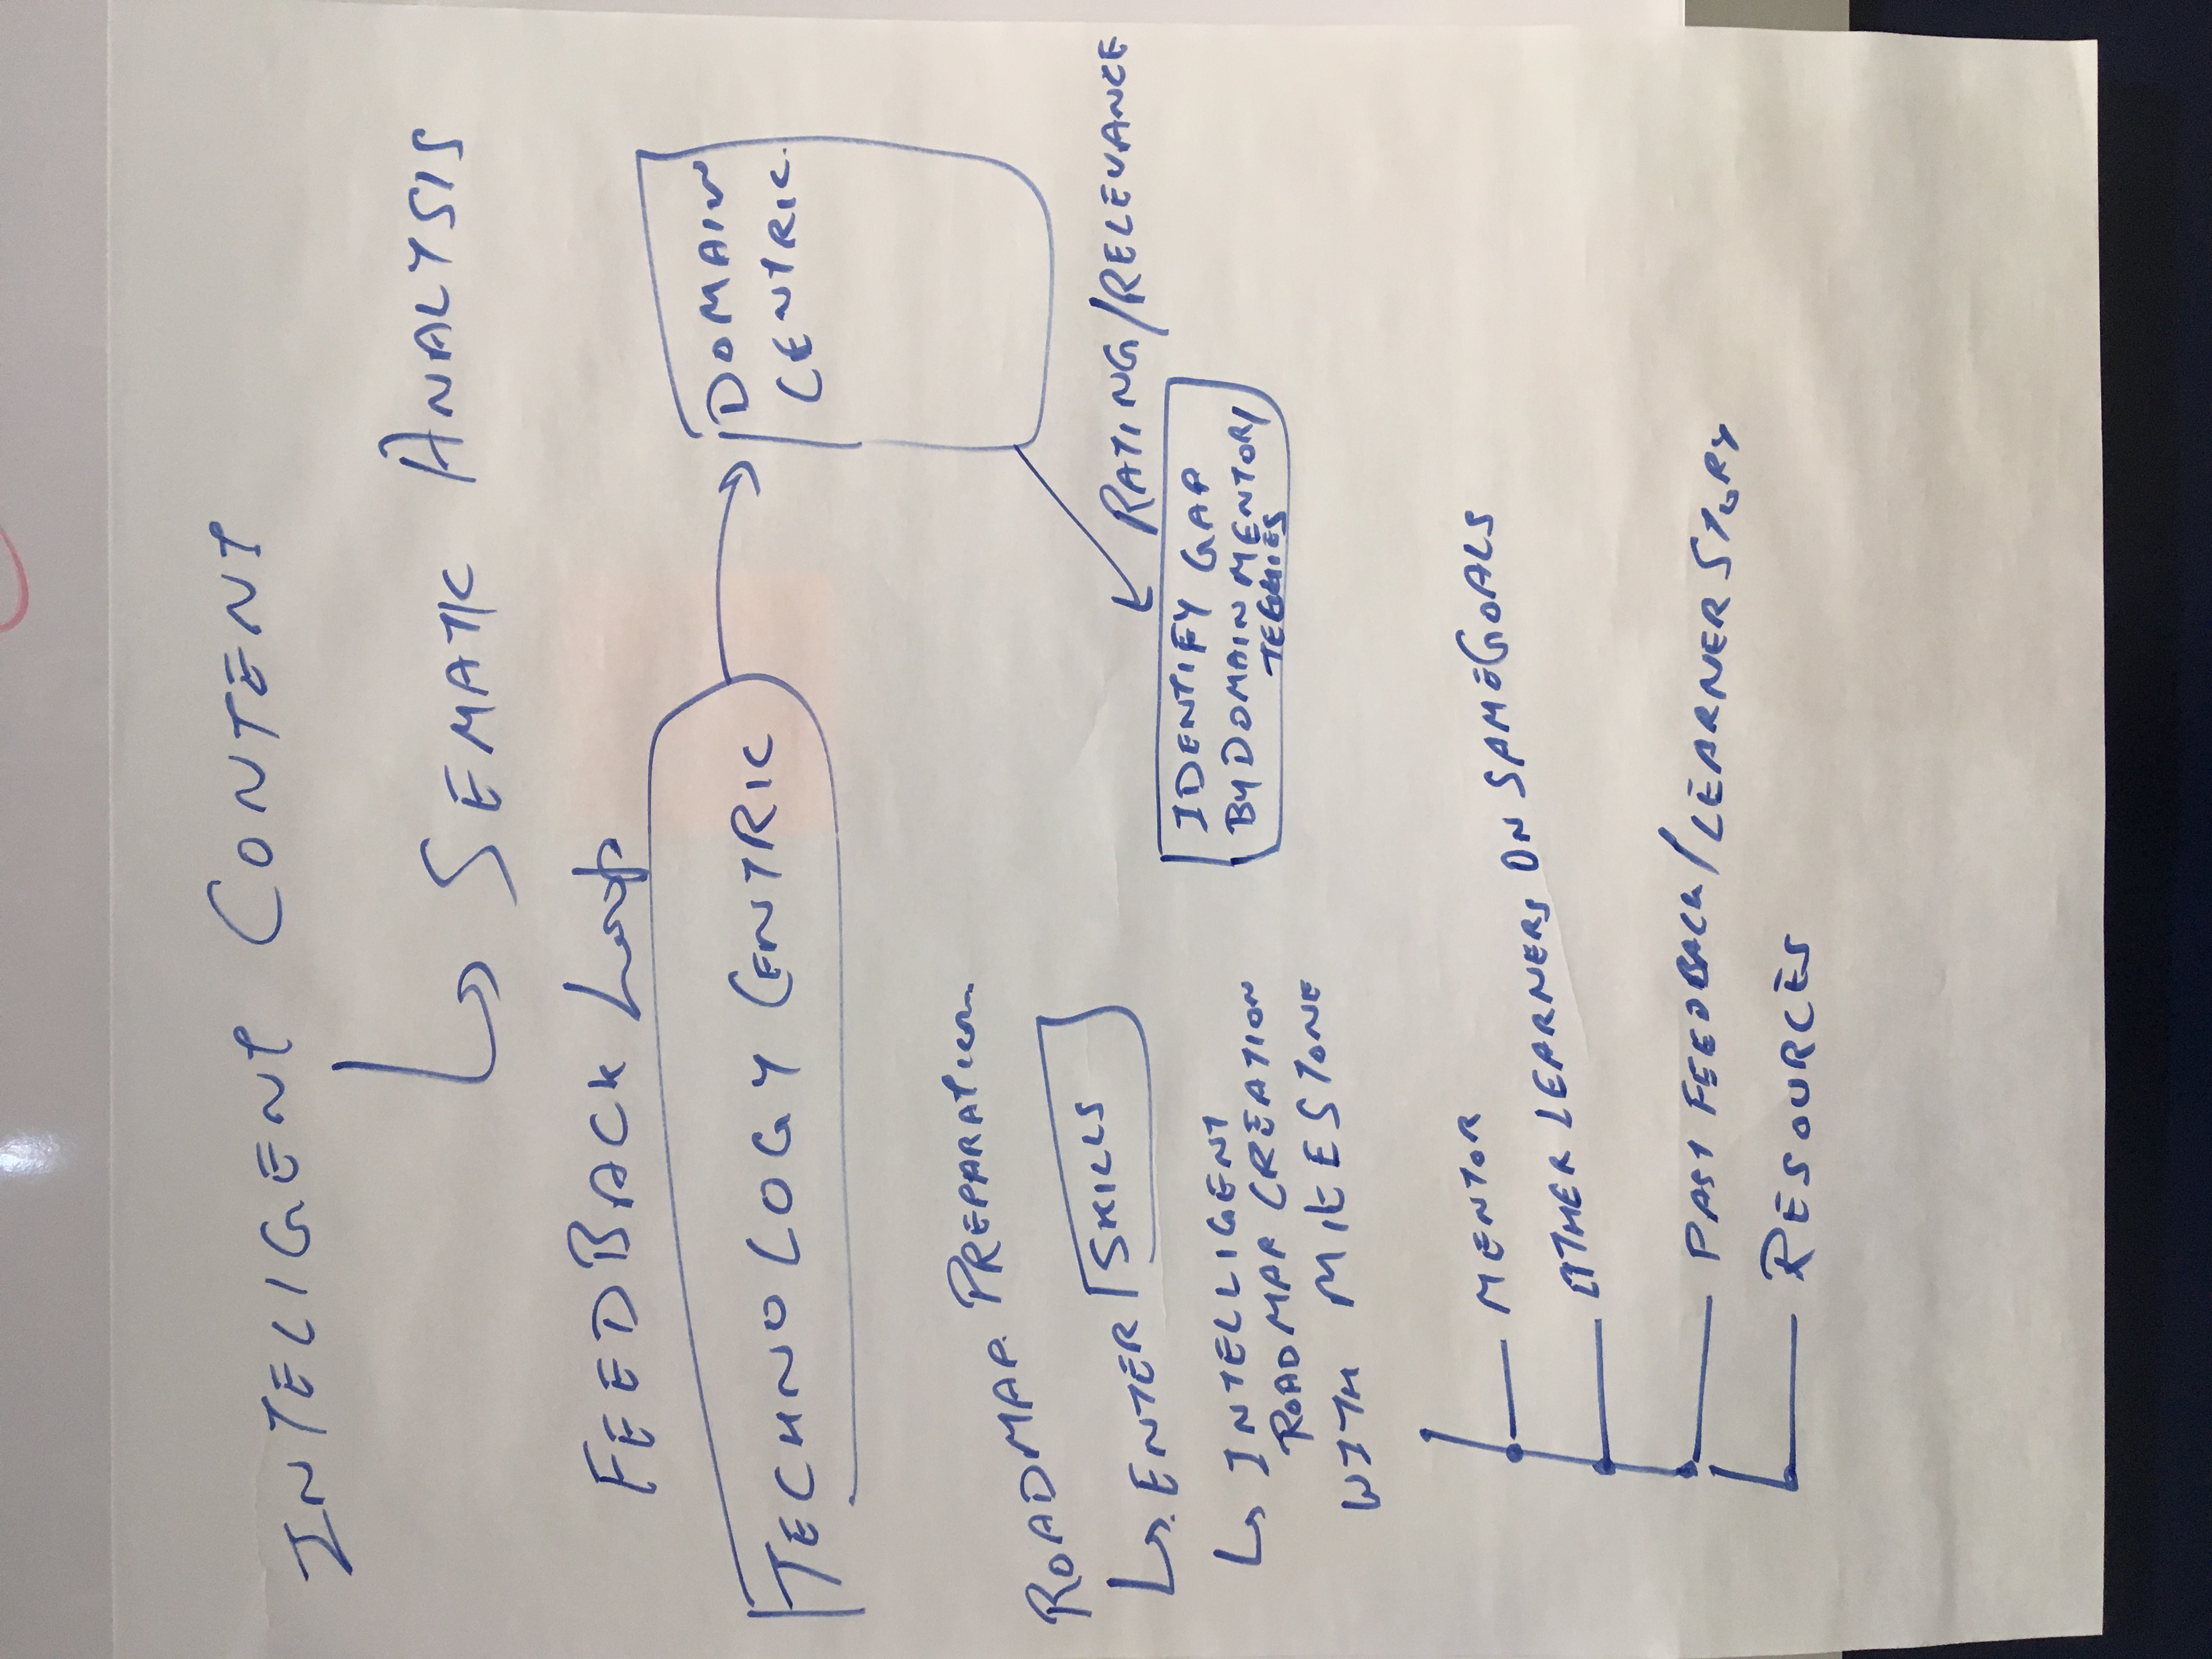 INTELIGENT CONTENT
SEMATIC ANALYSIS
FEEDBACK LOOP
TECHNOLOGY CENTRIC
DOMAIN
CENTRIC.
RATING/RELEVANCE
IDENTIFY GAP
BY DOMAIN MENTOR/
TECHIES
ROADMAP. PREPARATION
ENTER SKILLS
INTELLIGENT
ROADMAP CREATION
WITH MILESTONE
MENTOR
OTHER LEARNERS ON SAME GOALS
PAST FEEDBACK/LEARNER STORY
RESOURCES